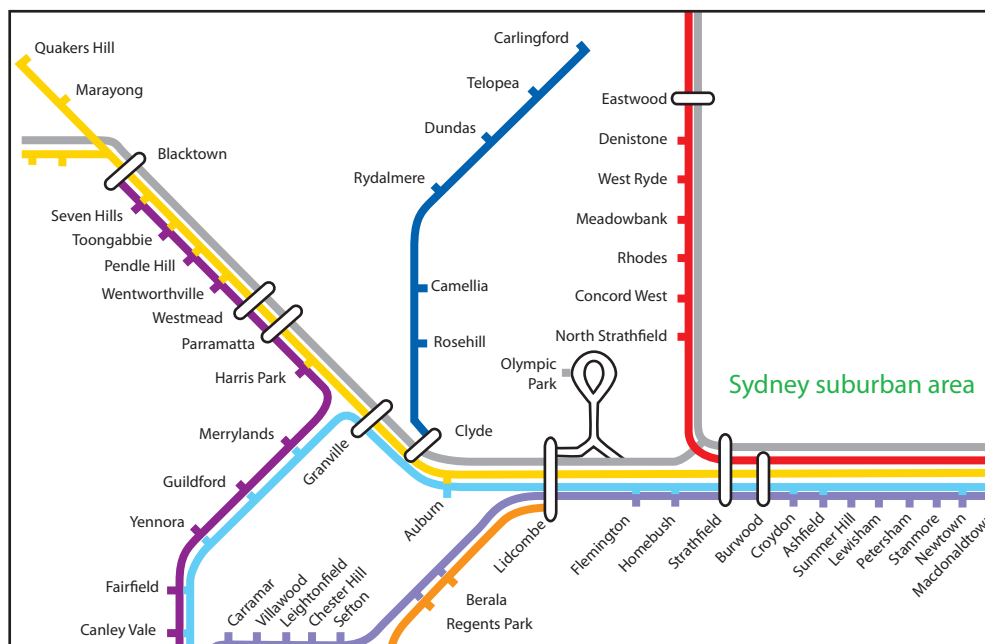 Quakers Hill
Marayong
Blacktown
Seven Hills
Toongabbie
Pendle Hill
Wentworthville
Westmead
Parramatta
Harris Park
Merrylands
Guildford
Yennora
Fairfield
Canley Vale
Carlingford
Telopea
Dundas
Rydalmere
Camellia
Rosehill
Clyde
Granville
Auburn
Olympic
Park
Eastwood
Denistone
West Ryde
Meadowbank
Rhodes
Concord West
North Strathfield
Sydney suburban area
Lidcombe
Flemington
Homebush
Strathfield
Burwood
Croydon
Ashfield
Summer Hill
Lewisham
Petersham
Stanmore
Newtown
Macdonaldtow
Carramar
Villawood
Leightonfield
Chester Hill
Sefton
Berala
Regents Park